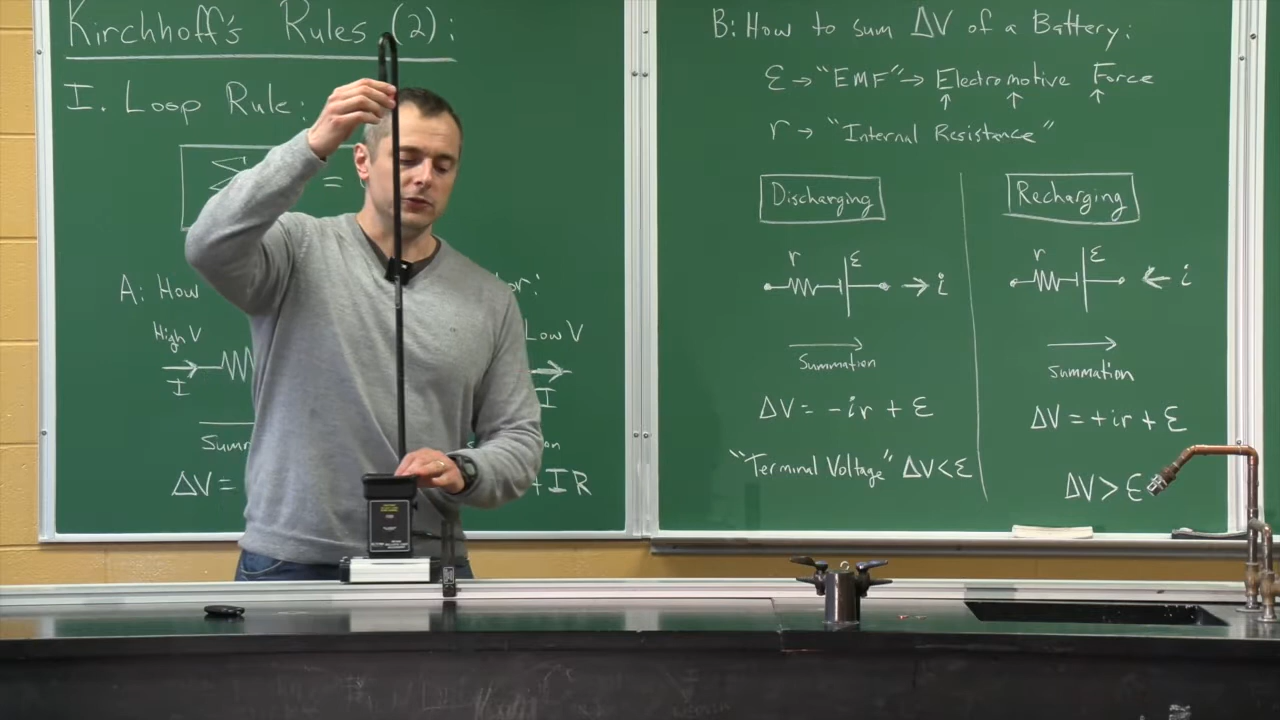 Kirchhoff's Rules (2):
I. Loop Rule:
Σ =
A: How or:
High V Low V
I I
Summ
ΔV= +IR
B: How to sum ΔV of a Battery:
ε → "EMF" → Electromotive Force
r → "Internal Resistance"
Discharging
r ε
→ i
Summation
ΔV = -ir + ε
"Terminal Voltage" ΔV < ε
Recharging
r ε
← i
Summation
ΔV = +ir + ε
ΔV > ε